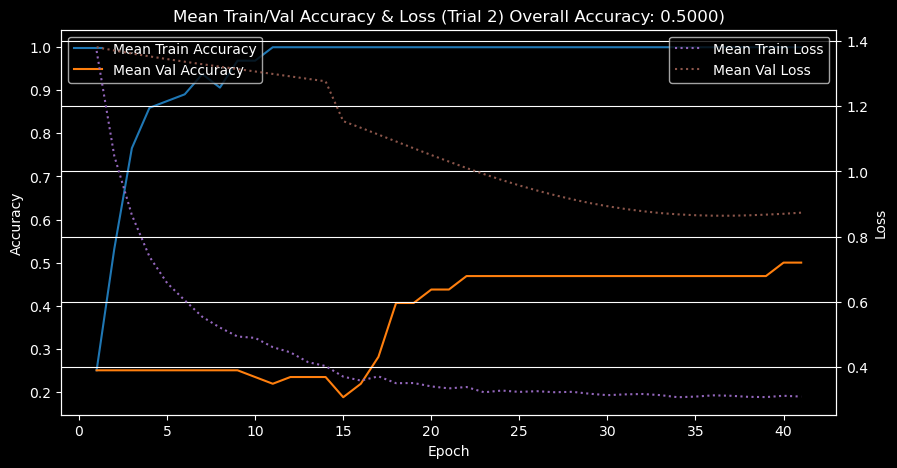 Mean Train/Val Accuracy & Loss (Trial 2) Overall Accuracy: 0.5000)
Mean Train Accuracy
Mean Val Accuracy
Mean Train Loss
Mean Val Loss
1.0
0.9
0.8
0.7
0.6
0.5
0.4
0.3
0.2
Accuracy
1.4
1.2
1.0
0.8
0.6
0.4
Loss
0 5 10 15 20 25 30 35 40
Epoch